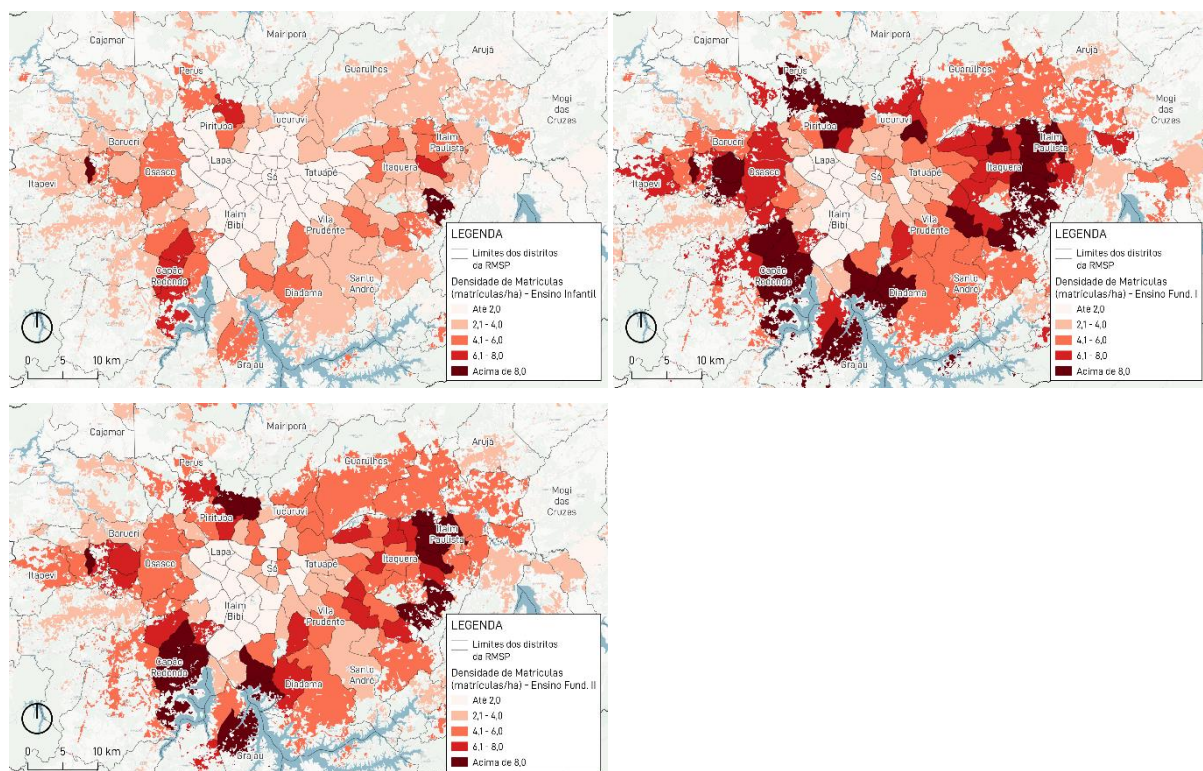 Cajamar
Mairiporã
Arujá
Guarulhos
Perus
Mogi
das
Cruzes
Pirituba
Tucuruvi
Itaim
Paulista
Barueri
Lapa
Itaquera
Osasco
Sé
Tatuapé
Itapevi
Itaim
Bibi
Vila
Prudente
Capão
Redondo
Santo
André
Diadema
Grajaú
0 5 10 km
LEGENDA
Limites dos distritos
da RMSP
Densidade de Matrículas
(matrículas/ha) - Ensino Infantil
Até 2,0
2,1 - 4,0
4,1 - 6,0
6,1 - 8,0
Acima de 8,0
Cajamar
Mairiporã
Arujá
Guarulhos
Perus
Mogi
das
Cruzes
Pirituba
Tucuruvi
Itaim
Paulista
Barueri
Lapa
Itaquera
Osasco
Sé
Tatuapé
Itapevi
Itaim
Bibi
Vila
Prudente
Capão
Redondo
Santo
André
Diadema
Grajaú
0 5 10 km
LEGENDA
Limites dos distritos
da RMSP
Densidade de Matrículas
(matrículas/ha) - Ensino Fund. I
Até 2,0
2,1 - 4,0
4,1 - 6,0
6,1 - 8,0
Acima de 8,0
Cajamar
Mairiporã
Arujá
Guarulhos
Perus
Mogi
das
Cruzes
Pirituba
Tucuruvi
Itaim
Paulista
Barueri
Lapa
Itaquera
Osasco
Sé
Tatuapé
Itapevi
Itaim
Bibi
Vila
Prudente
Capão
Redondo
Santo
André
Diadema
Grajaú
0 5 10 km
LEGENDA
Limites dos distritos
da RMSP
Densidade de Matrículas
(matrículas/ha) - Ensino Fund. II
Até 2,0
2,1 - 4,0
4,1 - 6,0
6,1 - 8,0
Acima de 8,0